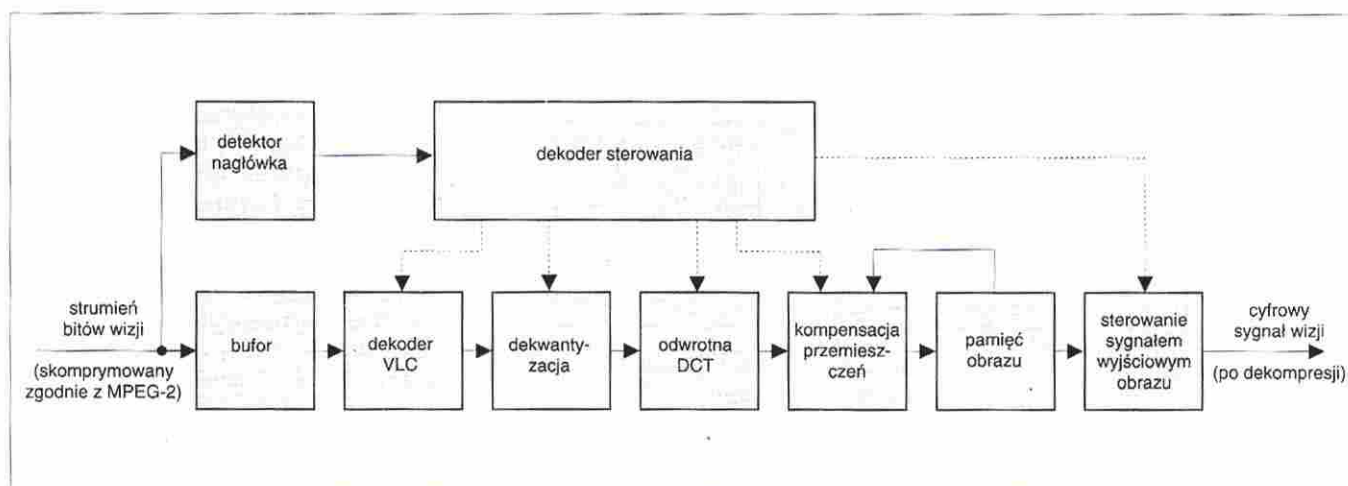 detektor
nagłówka
dekoder sterowania
strumień
bitów wizji
(skomprymowany
zgodnie z MPEG-2)
bufor
dekoder
VLC
dekwanty-
zacja
odwrotna
DCT
kompensacja
przemiesz-
czeń
pamięć
obrazu
sterowanie
sygnałem
wyjściowym
obrazu
cyfrowy
sygnał wizji
(po dekompresji)